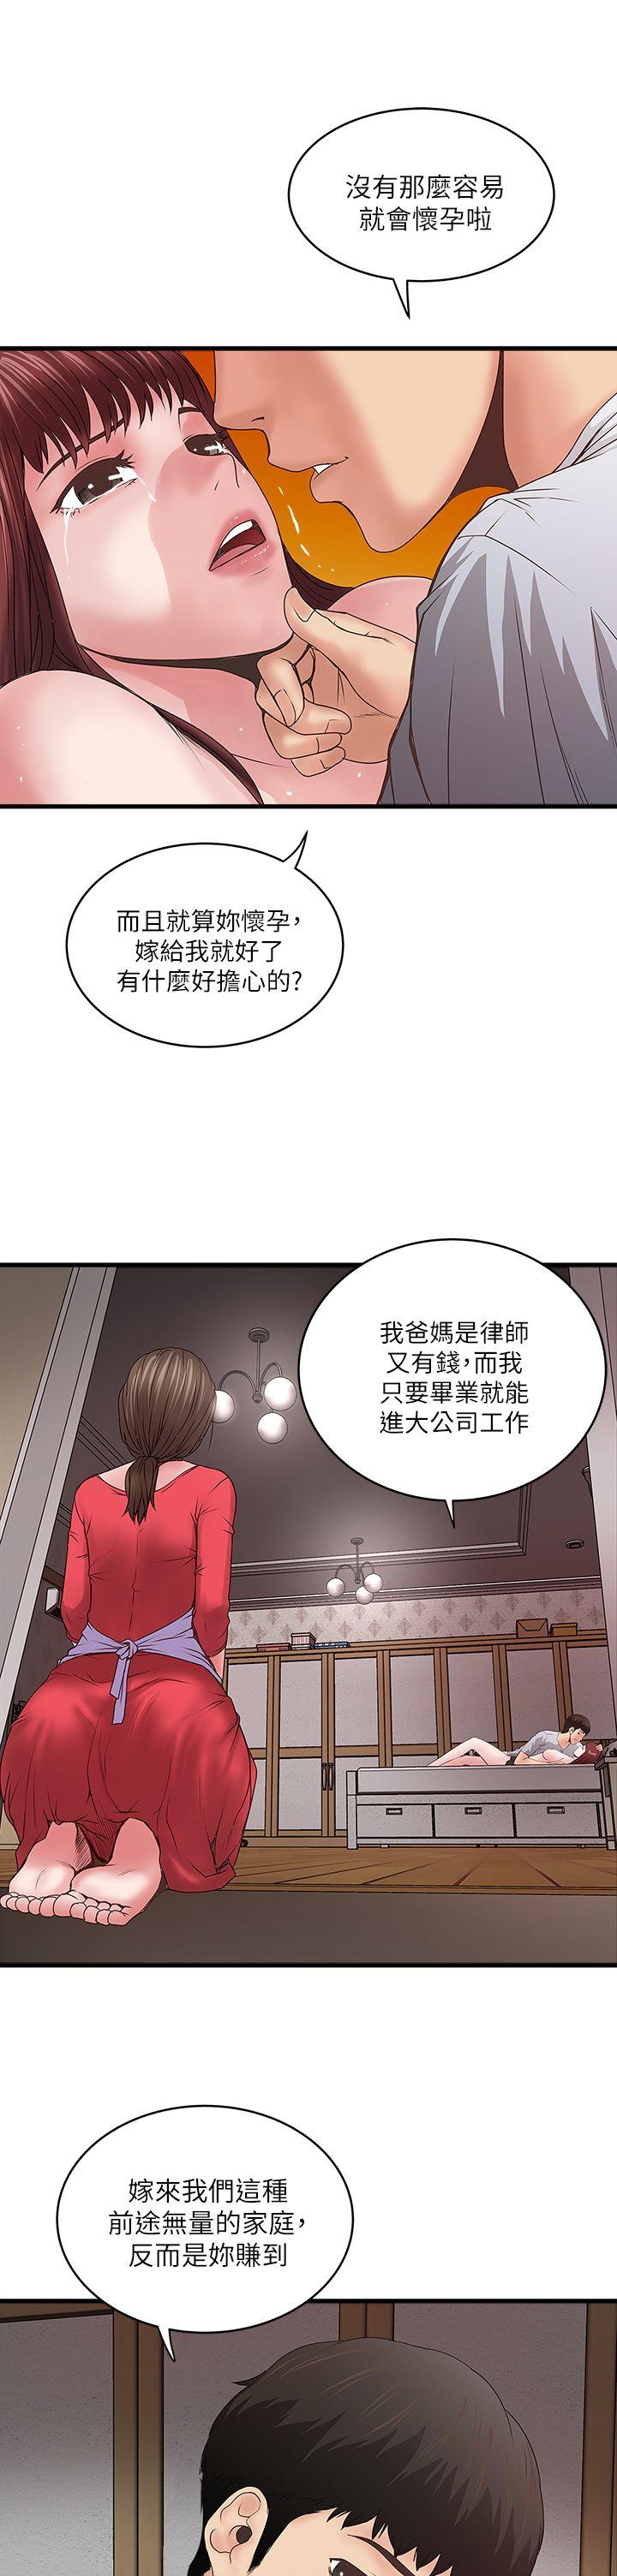 沒有那麼容易
就會懷孕啦
而且就算妳懷孕,
嫁給我就好了
有什麼好擔心的?
我爸媽是律師
又有錢,而我
只要畢業就能
進大公司工作
嫁來我們這種
前途無量的家庭,
反而是妳賺到